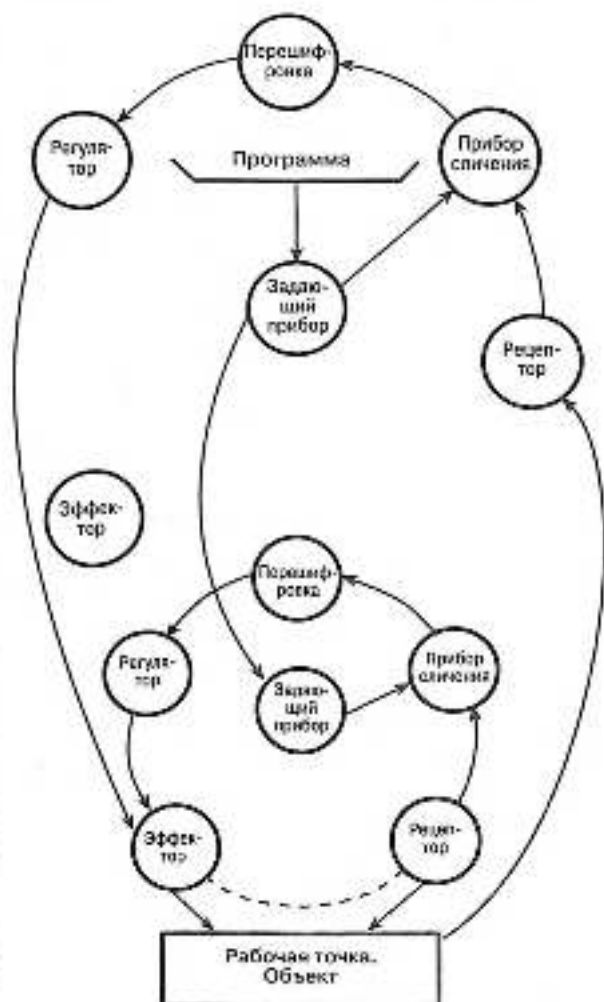 Перешиф-
ровка
Регуля-
тор
Программа
Прибор
сличения
Задаю-
щий
прибор
Рецеп-
тор
Эффек-
тор
Перешиф-
ровка
Регуля-
тор
Прибор
сличения
Задаю-
щий
прибор
Эффек-
тор
Рецеп-
тор
Рабочая точка.
Объект